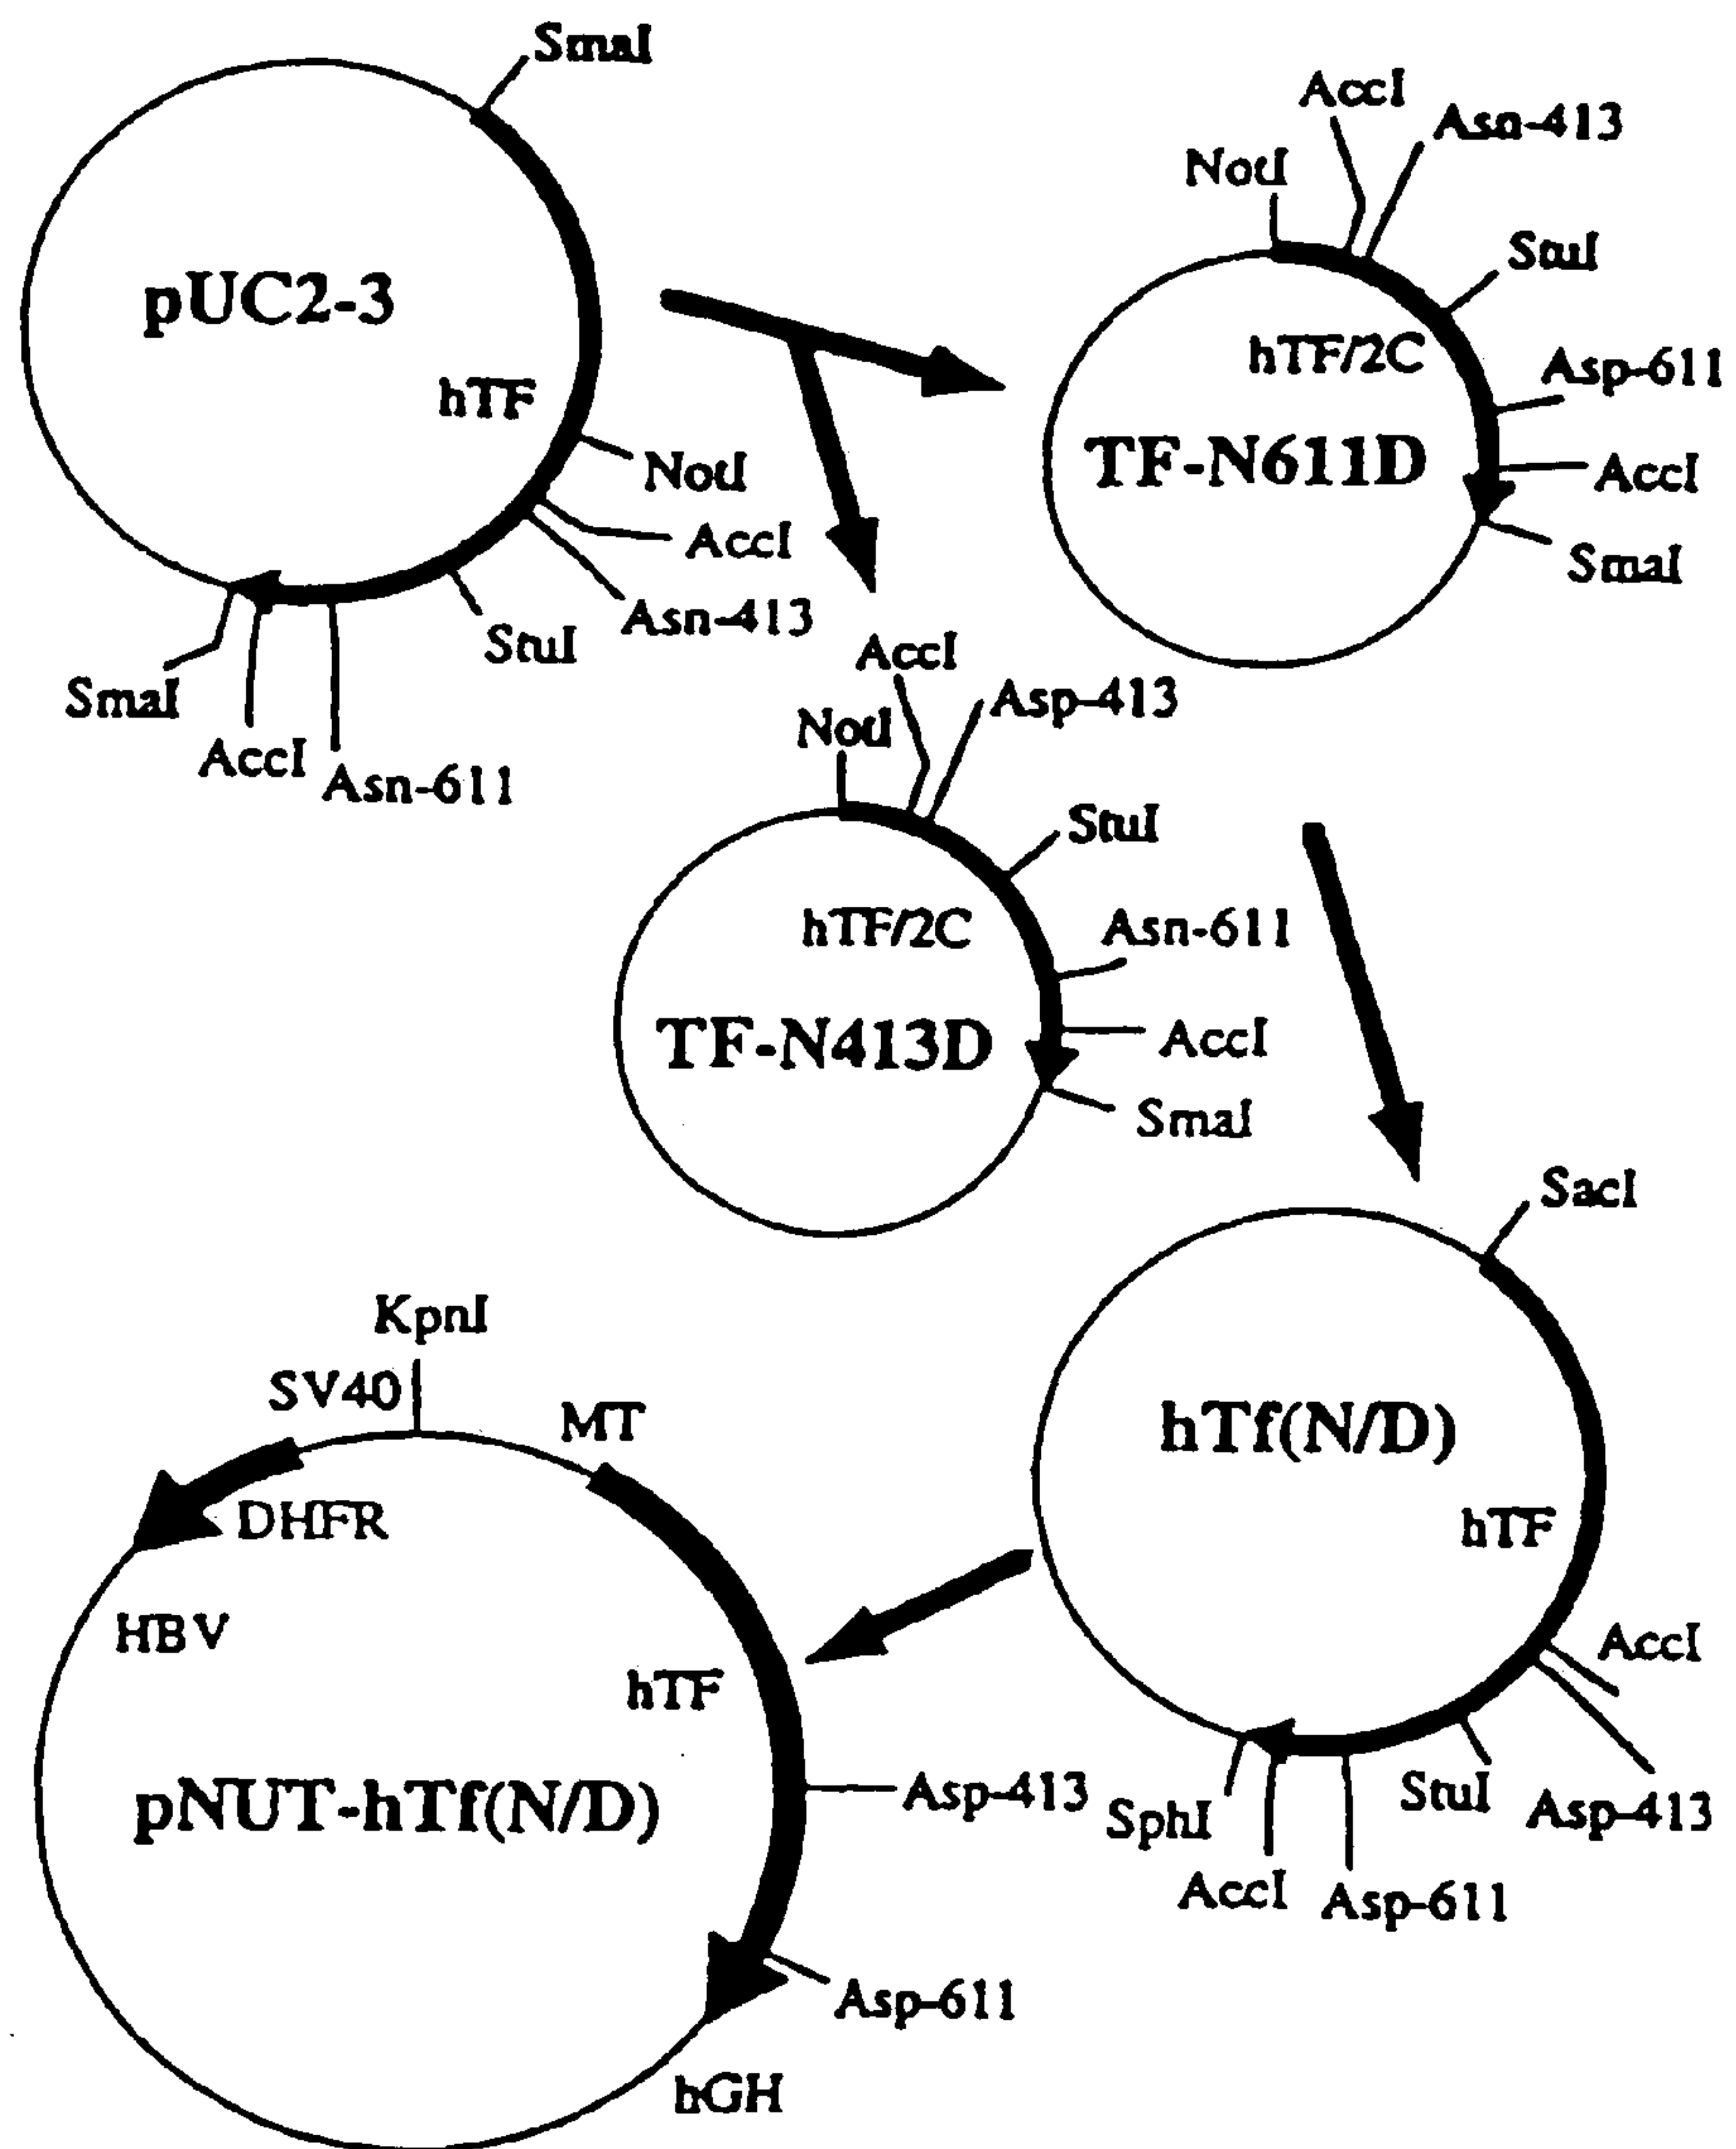 SmaI
pUC2-3
hTF
NotI
AccI
Asn-413
StuI
Asn-611
AccI
SmaI
AccI
Asn-413
NotI
StuI
hTF/2C
Asp-611
TF-N611D
AccI
SmaI
AccI
Asp-413
NotI
StuI
hTF/2C
Asn-611
TF-N413D
AccI
SmaI
SacI
hTf(N/D)
hTF
AccI
Asp-413
StuI
Asp-611
AccI
SphI
KpnI
SV40
MT
DHFR
HBV
hTF
pNUT-hTf(N/D)
Asp-413
Asp-611
hGH